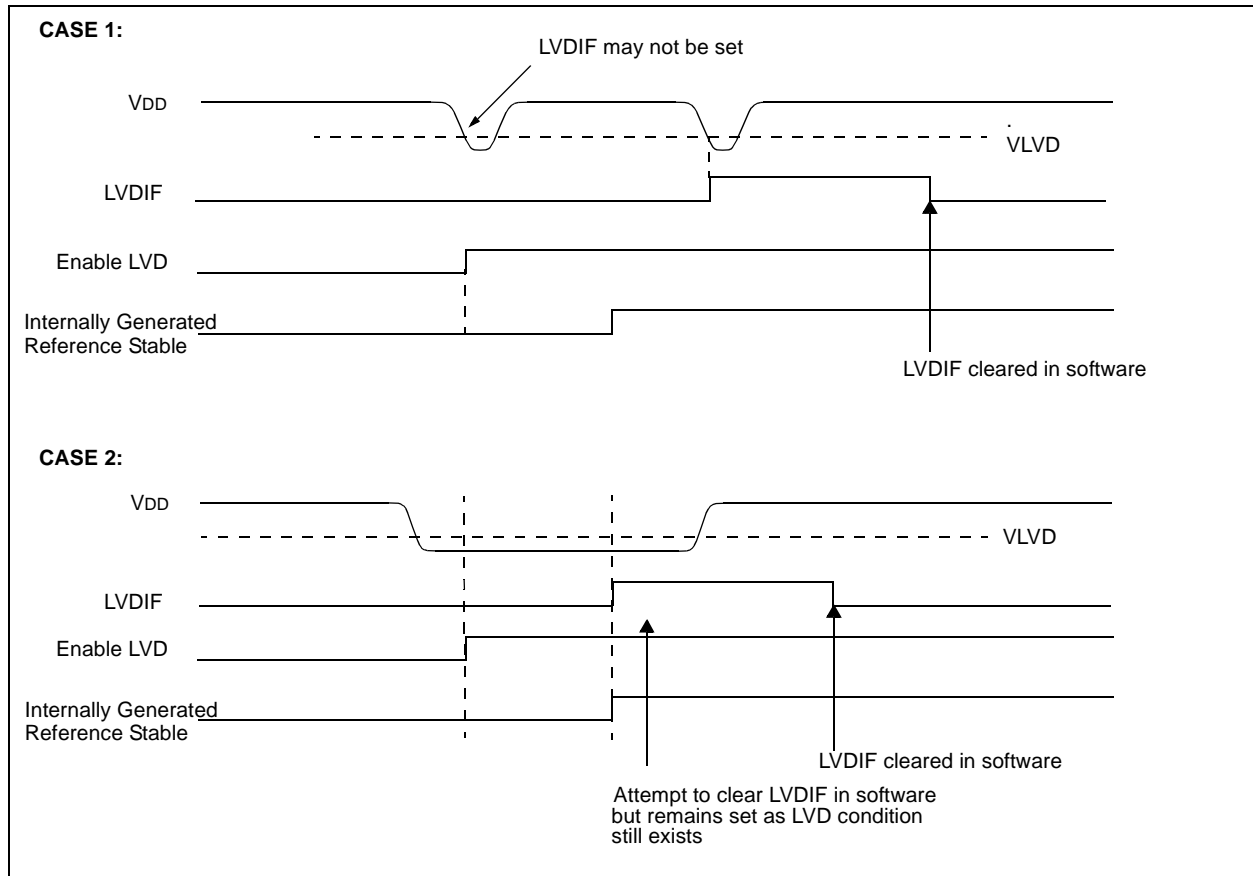 CASE 1:
LVDIF may not be set
VDD
.
VLVD
LVDIF
Enable LVD
Internally Generated
Reference Stable
LVDIF cleared in software
CASE 2:
VDD
VLVD
LVDIF
Enable LVD
Internally Generated
Reference Stable
LVDIF cleared in software
Attempt to clear LVDIF in software
but remains set as LVD condition
still exists